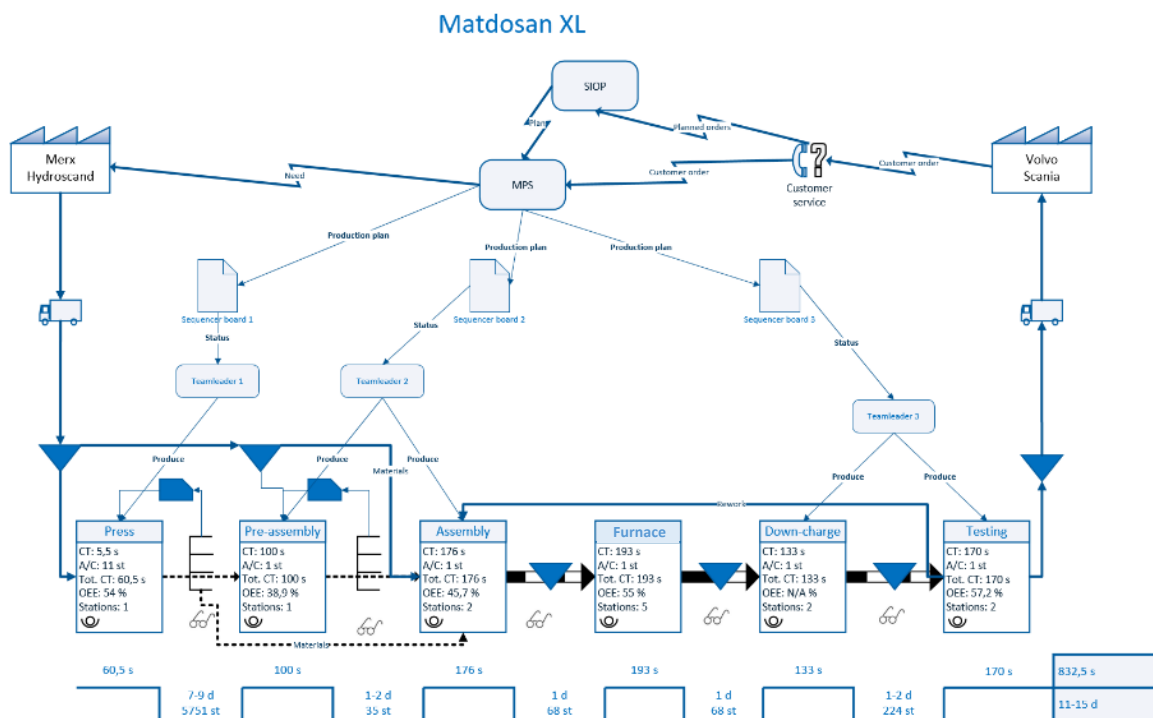 Matdosan XL
SIOP
Plan
Planned orders
Merx
Hydroscand
Need
MPS
Customer order
Customer
service
Customer order
Volvo
Scania
Production plan
Production plan
Production plan
Sequencer board 1
Sequencer board 2
Sequencer board 3
Status
Status
Status
Teamleader 1
Teamleader 2
Teamleader 3
Produce
Produce
Materials
Produce
Produce
Produce
Rework
Press
CT: 5,5 s
A/C: 11 st
Tot. CT: 60,5 s
OEE: 54 %
Stations: 1
Pre-assembly
CT: 100 s
A/C: 1 st
Tot. CT: 100 s
OEE: 38,9 %
Stations: 1
Assembly
CT: 176 s
A/C: 1 st
Tot. CT: 176 s
OEE: 45,7 %
Stations: 2
Furnace
CT: 193 s
A/C: 1 st
Tot. CT: 193 s
OEE: 55 %
Stations: 5
Down-charge
CT: 133 s
A/C: 1 st
Tot. CT: 133 s
OEE: N/A %
Stations: 2
Testing
CT: 170 s
A/C: 1 st
Tot. CT: 170 s
OEE: 57,2 %
Stations: 2
Materials
60,5 s
100 s
176 s
193 s
133 s
170 s
832,5 s
7-9 d
5751 st
1-2 d
35 st
1 d
68 st
1 d
68 st
1-2 d
224 st
11-15 d